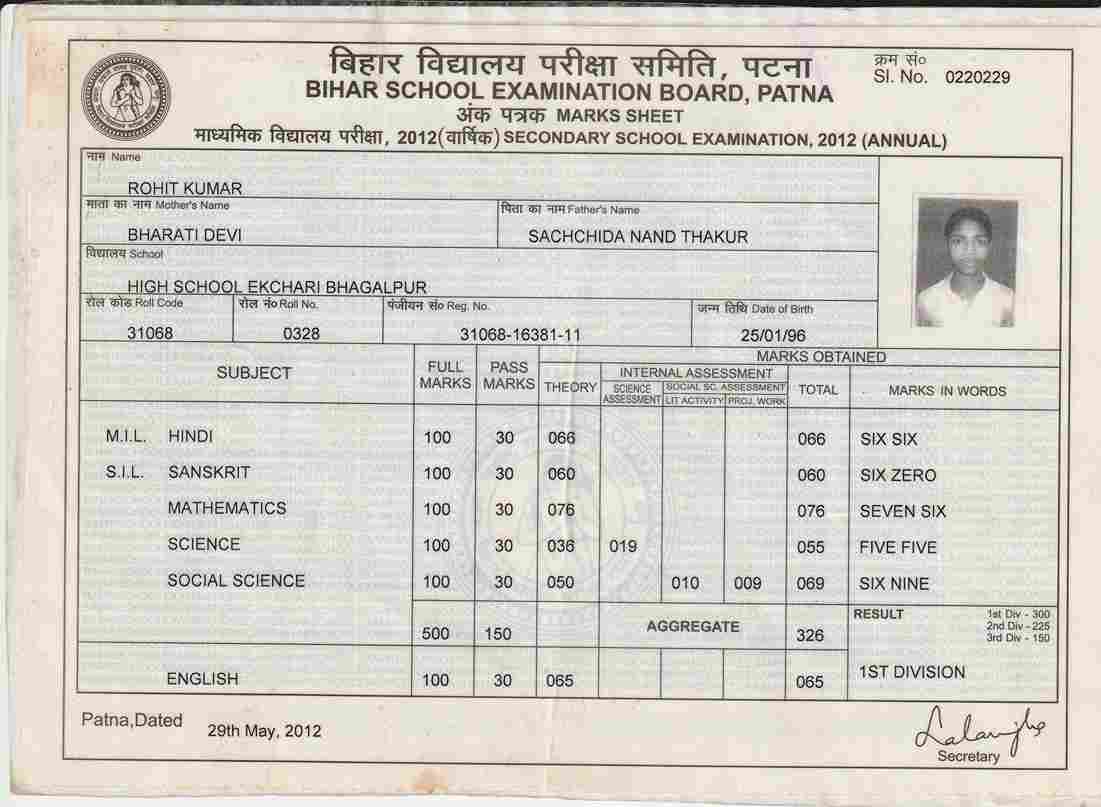 बिहार विद्यालय परीक्षा समिति, पटना
क्रम सं०
BIHAR SCHOOL EXAMINATION BOARD, PATNA
Sl. No. 0220229
अंक पत्रक MARKS SHEET
माध्यमिक विद्यालय परीक्षा, 2012(वार्षिक) SECONDARY SCHOOL EXAMINATION, 2012 (ANNUAL)
नाम Name
ROHIT KUMAR
माता का नाम Mother's Name पिता का नाम Father's Name
BHARATI DEVI SACHCHIDA NAND THAKUR
विद्यालय School
HIGH SCHOOL EKCHARI BHAGALPUR
रोल कोड Roll Code रोल नं० Roll No. पंजीयन सं० Reg. No. जन्म तिथि Date of Birth
31068 0328 31068-16381-11 25/01/96
SUBJECT FULL MARKS PASS MARKS MARKS OBTAINED
THEORY INTERNAL ASSESSMENT TOTAL MARKS IN WORDS
SCIENCE ASSESSMENT SOCIAL SC. ASSESSMENT
LIT ACTIVITY PROJ. WORK
M.I.L. HINDI 100 30 066 066 SIX SIX
S.I.L. SANSKRIT 100 30 060 060 SIX ZERO
MATHEMATICS 100 30 076 076 SEVEN SIX
SCIENCE 100 30 036 019 055 FIVE FIVE
SOCIAL SCIENCE 100 30 050 010 009 069 SIX NINE
500 150 AGGREGATE 326 RESULT 1st Div - 300
2nd Div - 225
3rd Div - 150
ENGLISH 100 30 065 065 1ST DIVISION
Patna,Dated 29th May, 2012
Secretary